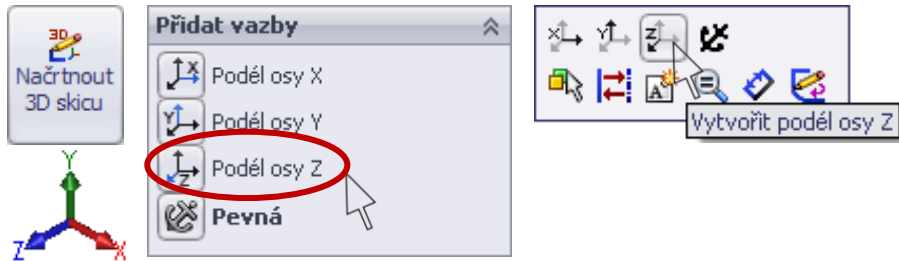 3D
Načrtnout
3D skicu
Y
Z
X
Přidat vazby
X
Podél osy X
Y
Podél osy Y
Z
Podél osy Z
Pevná
X
Y
Z
A
Vytvořit podél osy Z